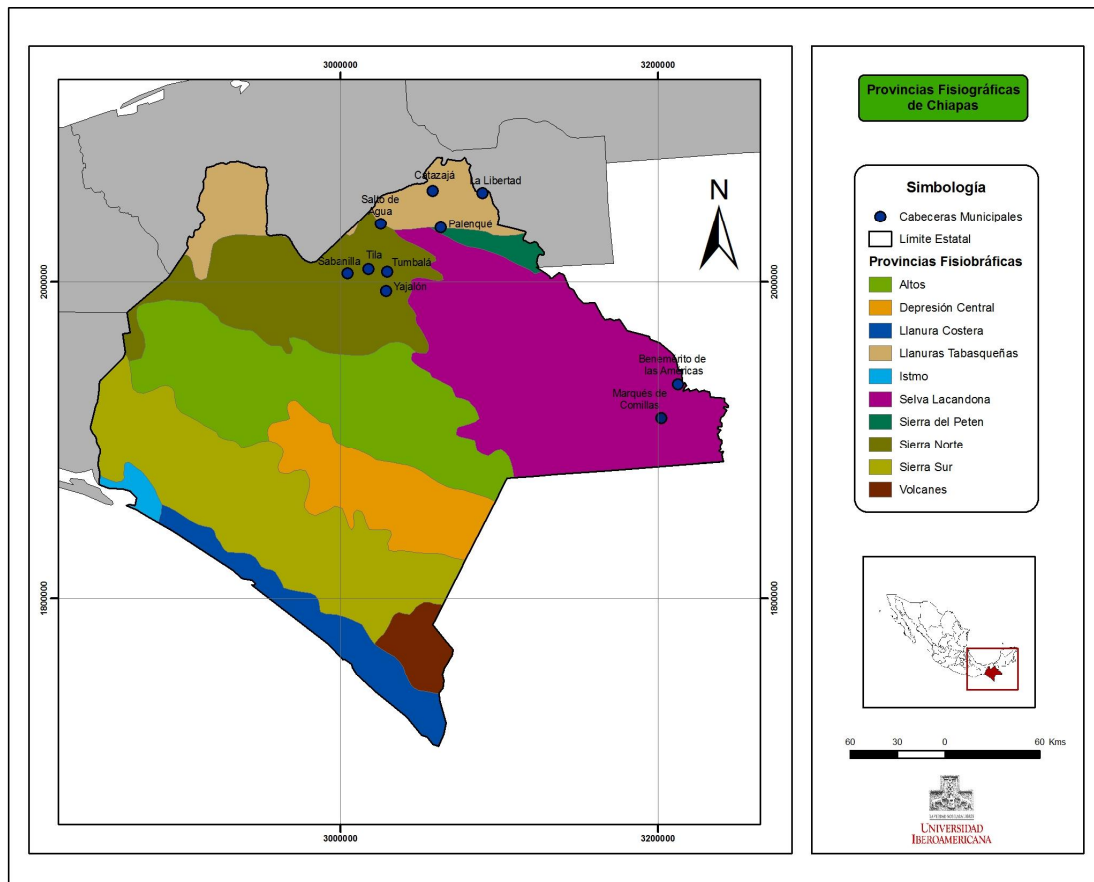 3000000
3200000
Catazajá
La Libertad
Salto de
Agua
Palenqué
Sabanilla
Tila
Tumbalá
Yajalón
Benemérito de
las Américas
Marqués de
Comillas
N
2000000
2000000
1800000
1800000
3000000
3200000
Provincias Fisiográficas
de Chiapas
Simbología
Cabeceras Municipales
Límite Estatal
Provincias Fisiobráficas
Altos
Depresión Central
Llanura Costera
Llanuras Tabasqueñas
Istmo
Selva Lacandona
Sierra del Peten
Sierra Norte
Sierra Sur
Volcanes
60 30 0 60 Kms
UNIVERSIDAD
IBEROAMERICANA